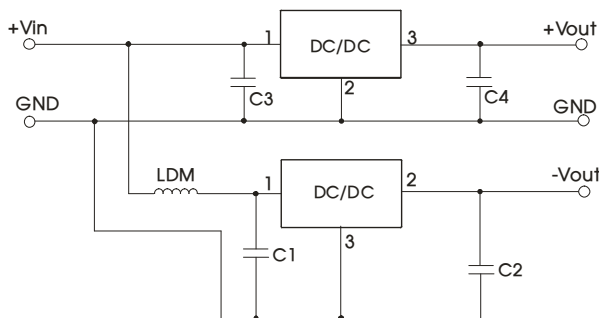 +Vin
1
DC/DC
3
+Vout
2
C3
C4
GND
GND
LDM
1
DC/DC
2
-Vout
3
C1
C2